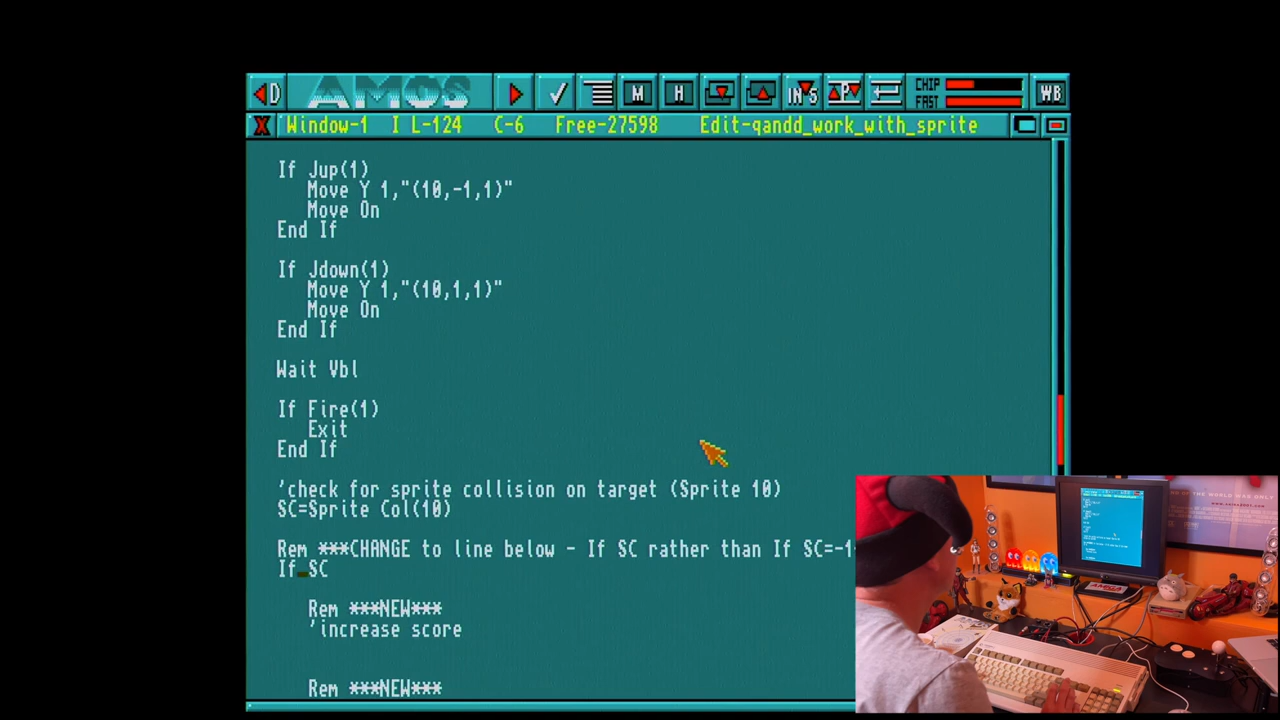 D AMOS M H INS P CHIP FAST WB
X Window-1 I L-124 C-6 Free-27598 Edit-qandd_work_with_sprite
If Jup(1)
Move Y 1,"(10,-1,1)"
Move On
End If
If Jdown(1)
Move Y 1,"(10,1,1)"
Move On
End If
Wait Vbl
If Fire(1)
Exit
End If
'check for sprite collision on target (Sprite 10)
SC=Sprite Col(10)
Rem ***CHANGE to line below - If SC rather than If SC=-1
If SC
Rem ***NEW***
'increase score
Rem ***NEW***